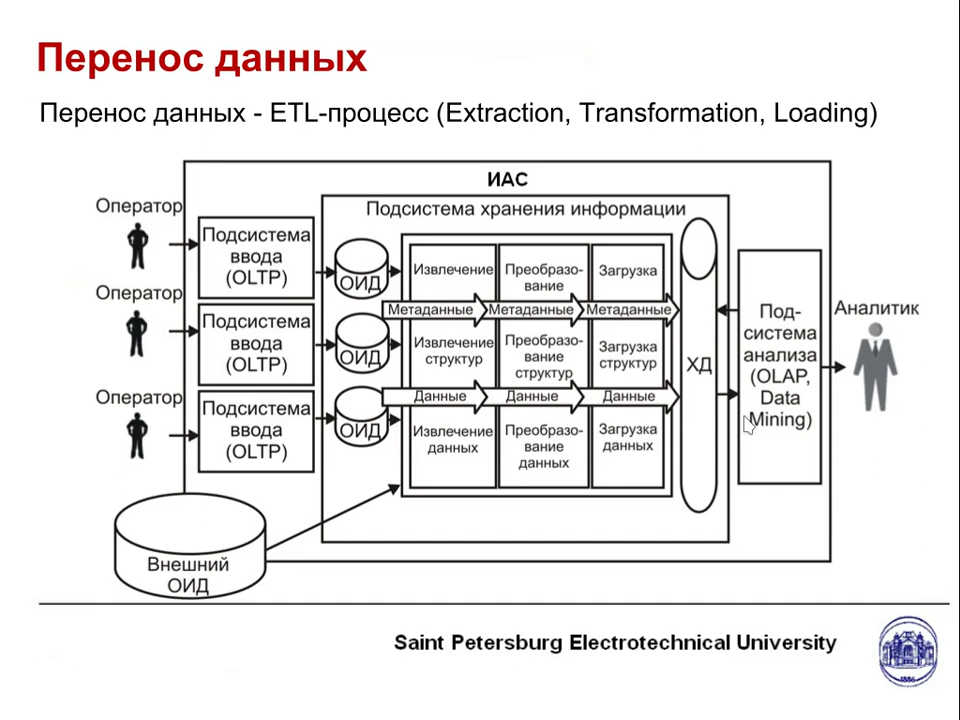 Перенос данных
Перенос данных - ETL-процесс (Extraction, Transformation, Loading)
ИАС
Подсистема хранения информации
Оператор
Подсистема
ввода
(OLTP)
ОИД
Оператор
Подсистема
ввода
(OLTP)
ОИД
Оператор
Подсистема
ввода
(OLTP)
ОИД
Внешний
ОИД
Извлечение
Преобразо-
вание
Загрузка
Метаданные
Метаданные
Метаданные
Извлечение
структур
Преобразо-
вание
структур
Загрузка
структур
Данные
Данные
Данные
Извлечение
данных
Преобразо-
вание
данных
Загрузка
данных
ХД
Под-
система
анализа
(OLAP,
Data
Mining)
Аналитик
Saint Petersburg Electrotechnical University
1886